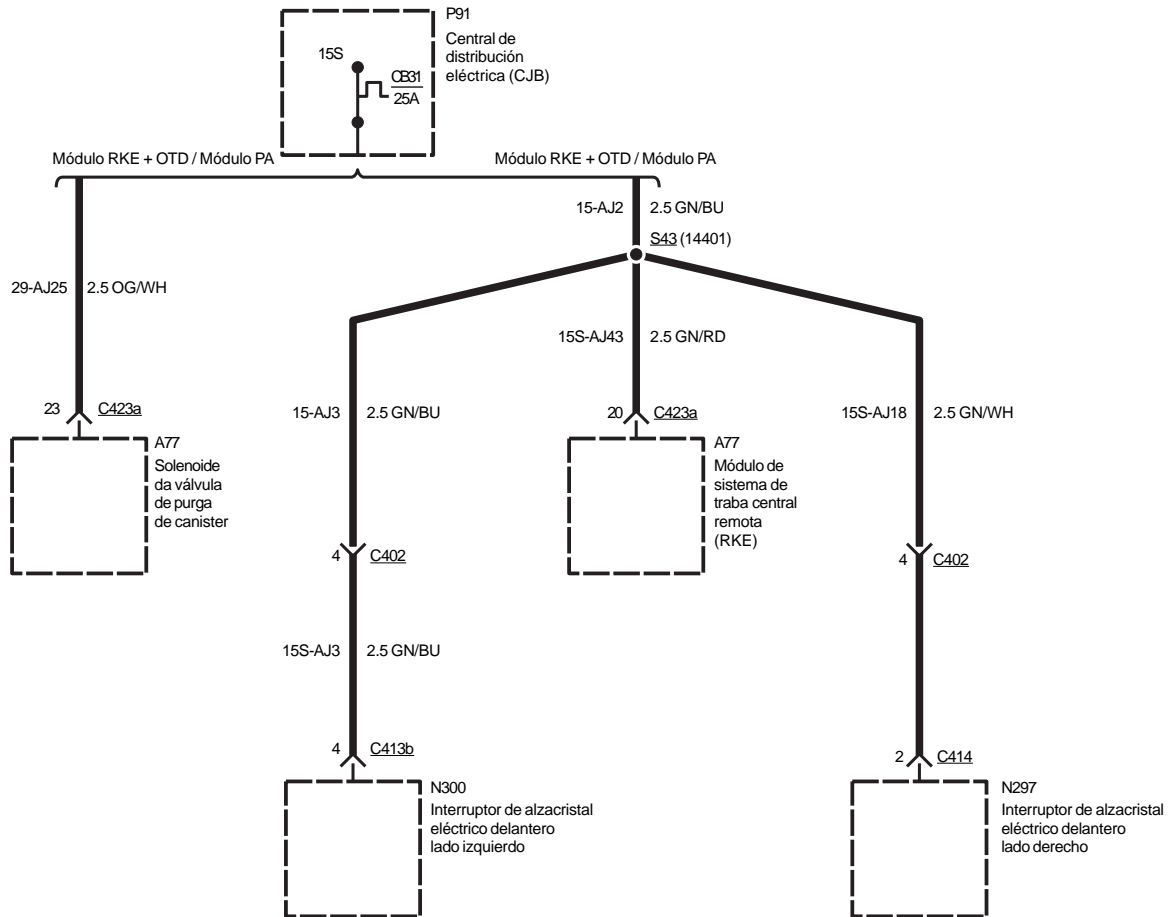 P91
Central de
distribución
eléctrica (CJB)
15S
CB31
25A
Módulo RKE + OTD / Módulo PA
Módulo RKE + OTD / Módulo PA
15-AJ2 2.5 GN/BU
S43 (14401)
29-AJ25 2.5 OG/WH
15S-AJ43 2.5 GN/RD
23 C423a
15-AJ3 2.5 GN/BU
20 C423a
15S-AJ18 2.5 GN/WH
A77
Solenoide
da válvula
de purga
de canister
A77
Módulo de
sistema de
traba central
remota
(RKE)
4 C402
4 C402
15S-AJ3 2.5 GN/BU
4 C413b
2 C414
N300
Interruptor de alzacristal
eléctrico delantero
lado izquierdo
N297
Interruptor de alzacristal
eléctrico delantero
lado derecho